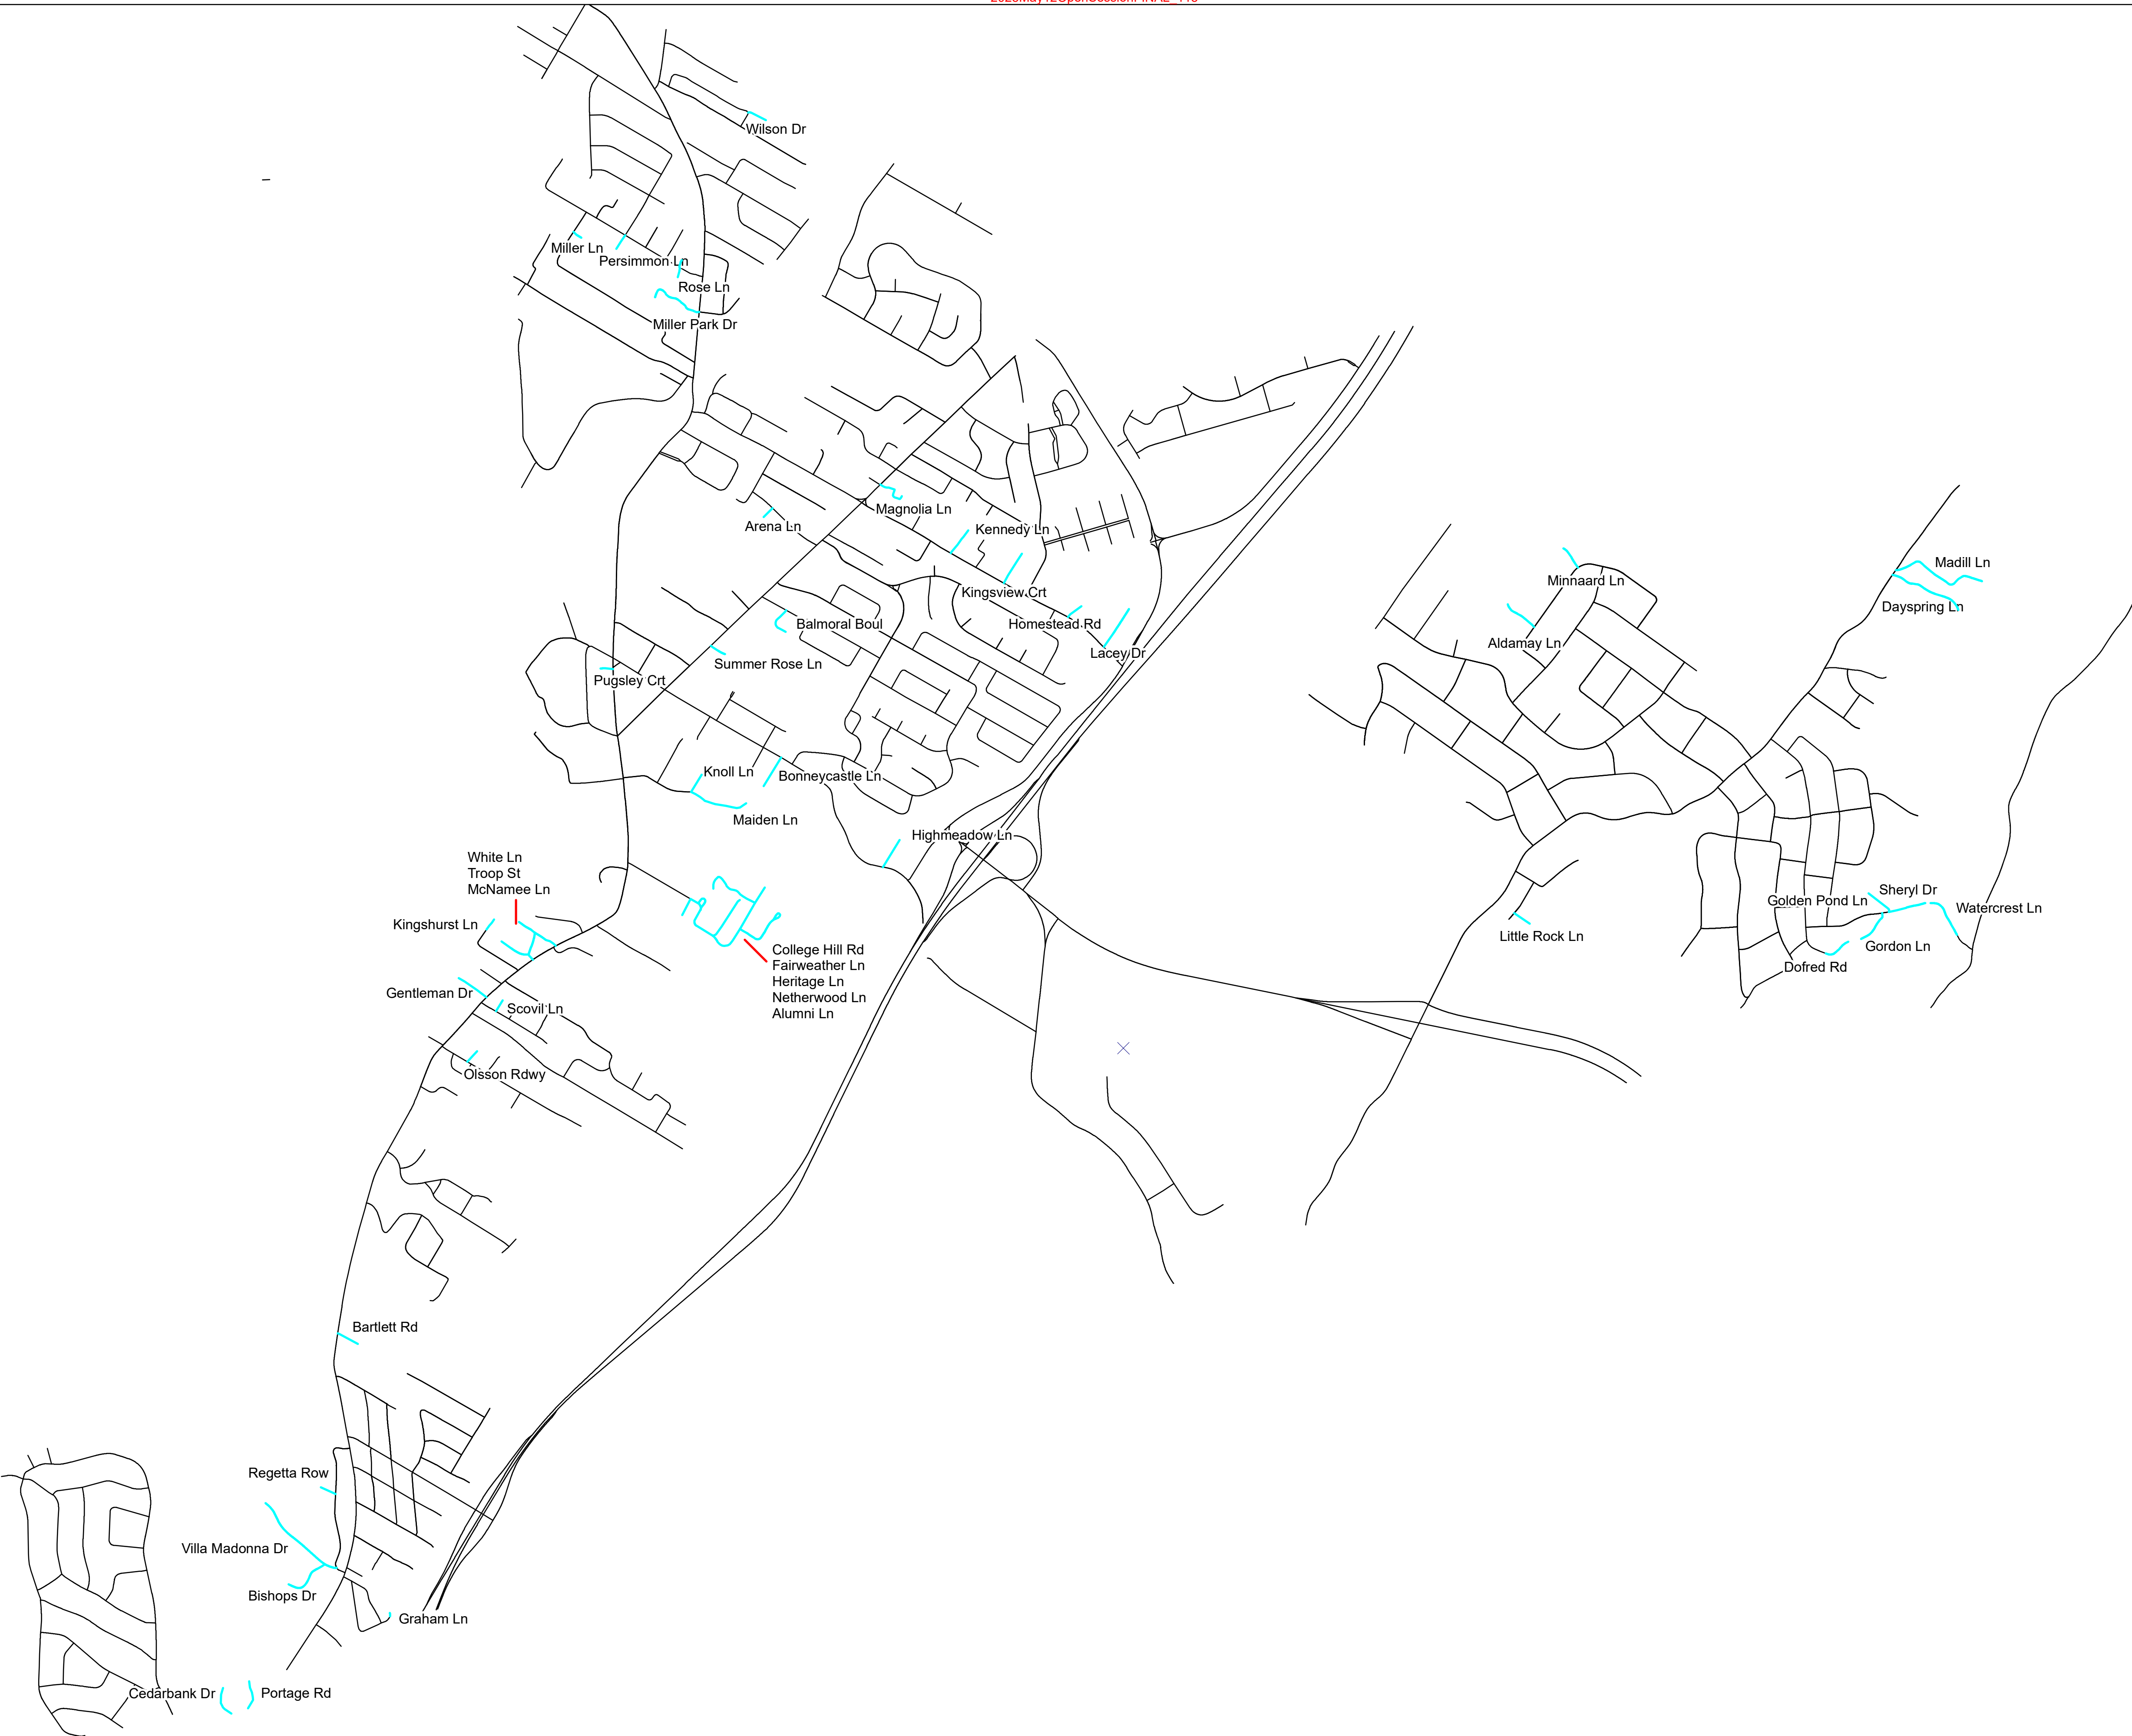 Wilson Dr
Miller Ln
Persimmon Ln
Rose Ln
Miller Park Dr
Magnolia Ln
Arena Ln
Kennedy Ln
Kingsview Crt
Homestead Rd
Balmoral Boul
Lacey Dr
Summer Rose Ln
Pugsley Crt
Knoll Ln
Bonneycastle Ln
Maiden Ln
Highmeadow Ln
Madill Ln
Minnaard Ln
Dayspring Ln
Aldamay Ln
White Ln
Troop St
McNamee Ln
Kingshurst Ln
Golden Pond Ln
Sheryl Dr
Watercrest Ln
Little Rock Ln
Gordon Ln
Dofred Rd
College Hill Rd
Fairweather Ln
Heritage Ln
Netherwood Ln
Alumni Ln
Gentleman Dr
Scovil Ln
Olsson Rdwy
Bartlett Rd
Regetta Row
Villa Madonna Dr
Bishops Dr
Graham Ln
Cedarbank Dr
Portage Rd